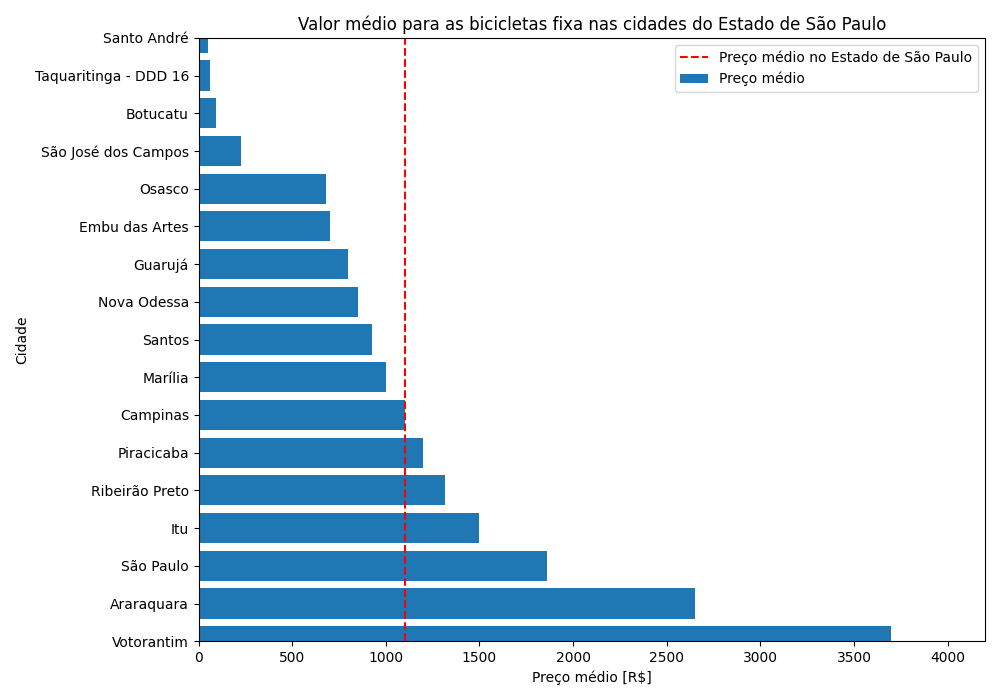 Valor médio para as bicicletas fixa nas cidades do Estado de São Paulo
Preço médio no Estado de São Paulo
Preço médio
Cidade
Santo André
Taquaritinga - DDD 16
Botucatu
São José dos Campos
Osasco
Embu das Artes
Guarujá
Nova Odessa
Santos
Marília
Campinas
Piracicaba
Ribeirão Preto
Itu
São Paulo
Araraquara
Votorantim
0 500 1000 1500 2000 2500 3000 3500 4000
Preço médio [R$]